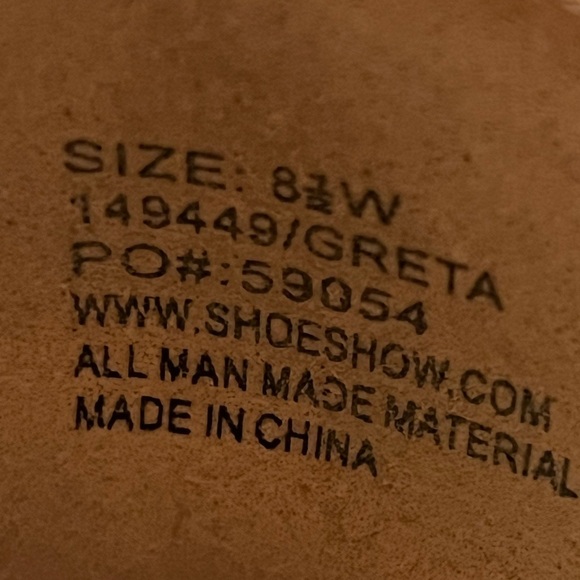 SIZE: 8½W
149449/GRETA
PO#:59054
WWW.SHOESHOW.COM
ALL MAN MADE MATERIAL
MADE IN CHINA